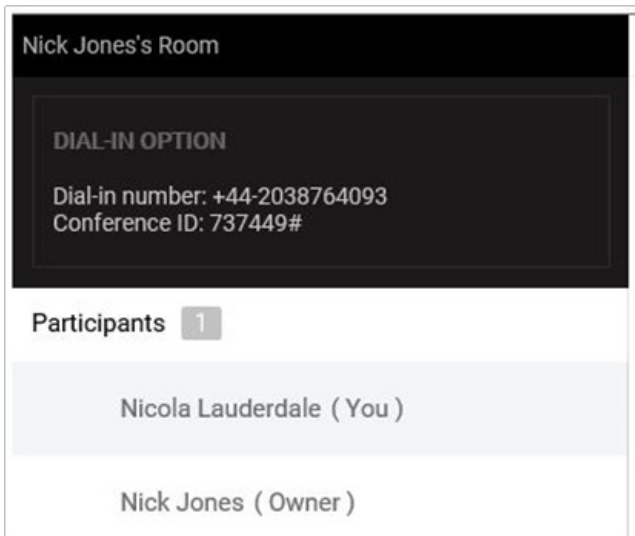 Nick Jones's Room
DIAL-IN OPTION
Dial-in number: +44-2038764093
Conference ID: 737449#
Participants 1
Nicola Lauderdale ( You )
Nick Jones ( Owner )